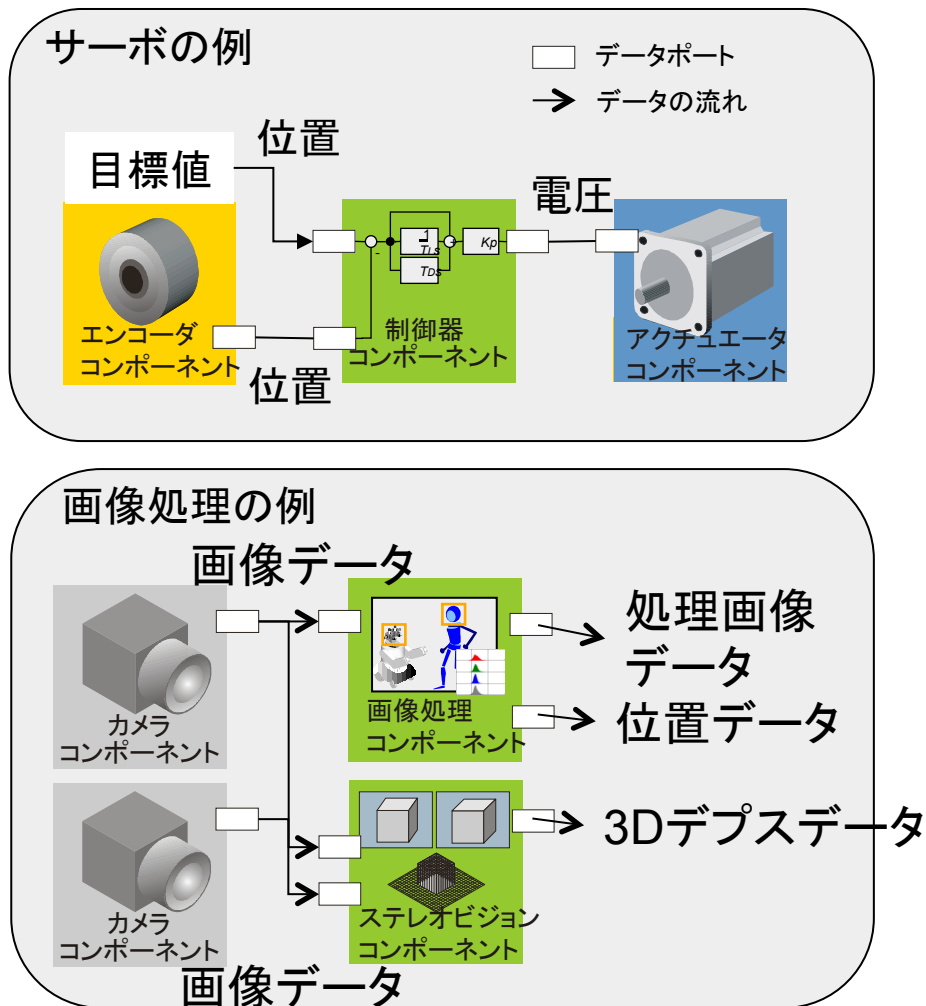 サーボの例
データポート
データの流れ
位置
目標値
電圧
1
TIs
TDs
-
+
Kp
エンコーダ
コンポーネント
制御器
コンポーネント
アクチュエータ
コンポーネント
位置
画像処理の例
画像データ
処理画像
データ
カメラ
コンポーネント
画像処理
コンポーネント
位置データ
3Dデプスデータ
カメラ
コンポーネント
ステレオビジョン
コンポーネント
画像データ